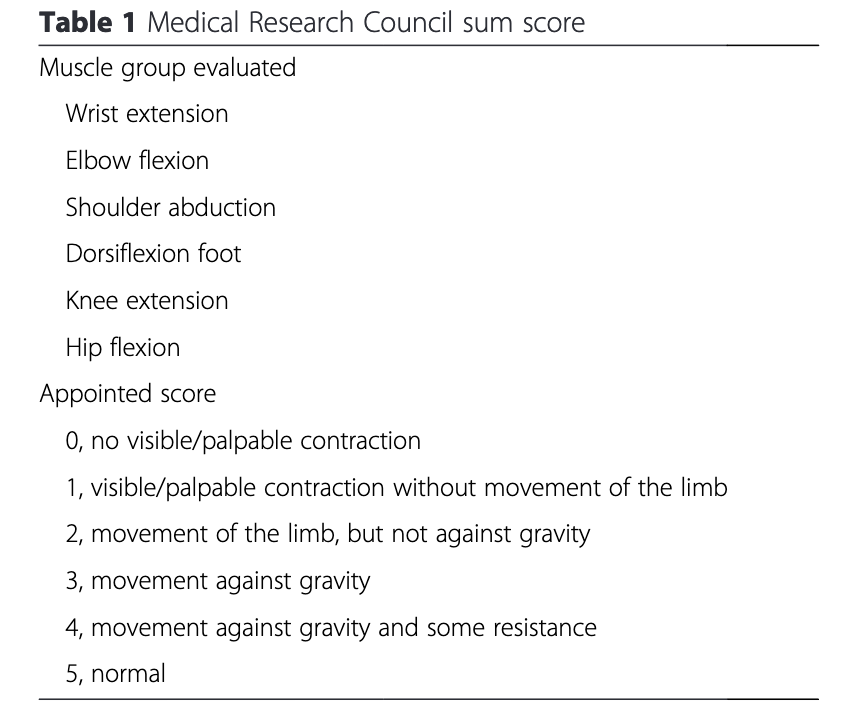 Table 1 Medical Research Council sum score
Muscle group evaluated
Wrist extension
Elbow flexion
Shoulder abduction
Dorsiflexion foot
Knee extension
Hip flexion
Appointed score
0, no visible/palpable contraction
1, visible/palpable contraction without movement of the limb
2, movement of the limb, but not against gravity
3, movement against gravity
4, movement against gravity and some resistance
5, normal